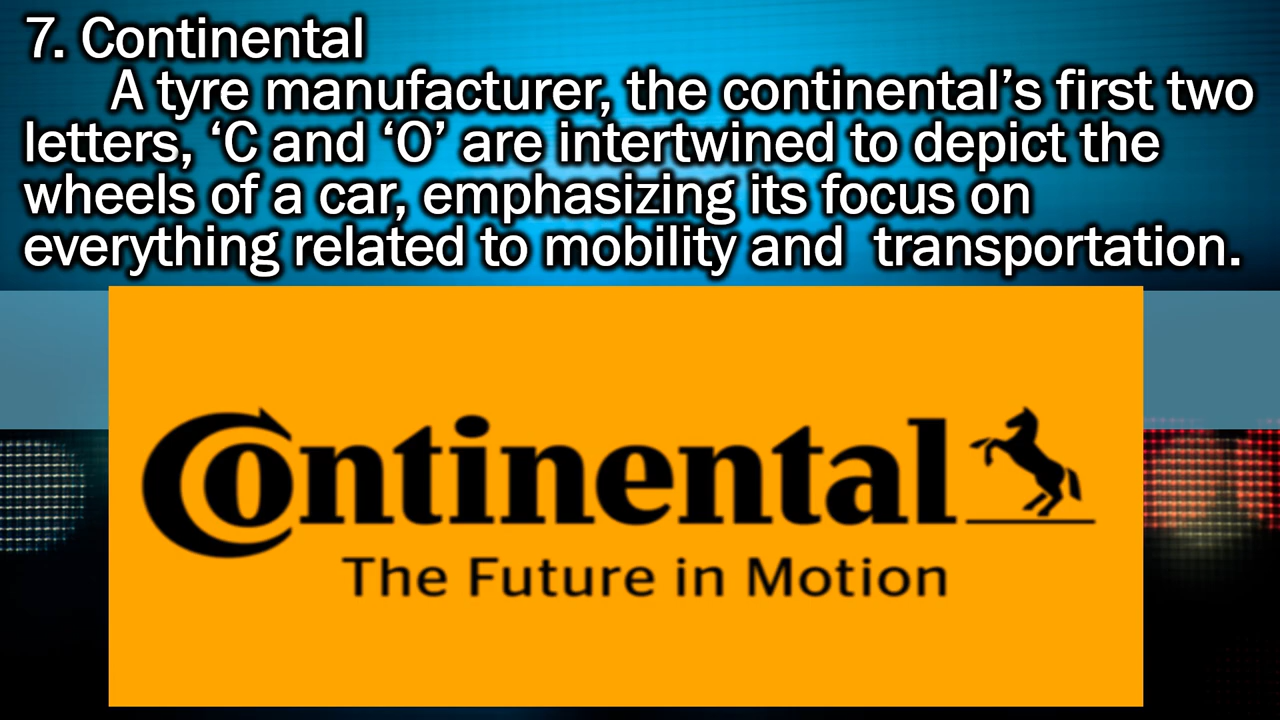 7. Continental
A tyre manufacturer, the continental’s first two
letters, ‘C and ‘O’ are intertwined to depict the
wheels of a car, emphasizing its focus on
everything related to mobility and  transportation.
Continental
The Future in Motion